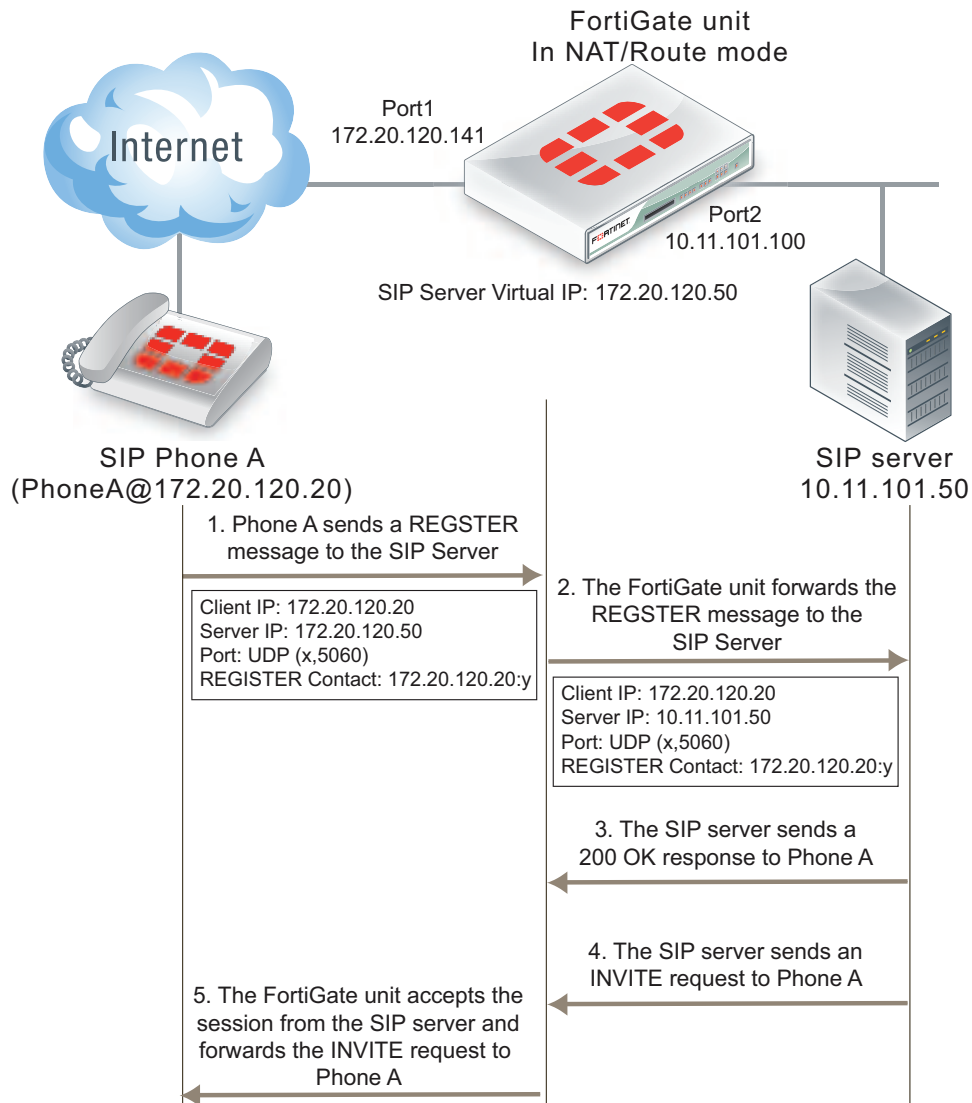 FortiGate unit
In NAT/Route mode
Port1
172.20.120.141
Internet
FORTINET
Port2
10.11.101.100
SIP Server Virtual IP: 172.20.120.50
SIP Phone A
(PhoneA@172.20.120.20)
SIP server
10.11.101.50
1. Phone A sends a REGSTER
message to the SIP Server
Client IP: 172.20.120.20
Server IP: 172.20.120.50
Port: UDP (x,5060)
REGISTER Contact: 172.20.120.20:y
2. The FortiGate unit forwards the
REGSTER message to the
SIP Server
Client IP: 172.20.120.20
Server IP: 10.11.101.50
Port: UDP (x,5060)
REGISTER Contact: 172.20.120.20:y
3. The SIP server sends a
200 OK response to Phone A
4. The SIP server sends an
INVITE request to Phone A
5. The FortiGate unit accepts the
session from the SIP server and
forwards the INVITE request to
Phone A